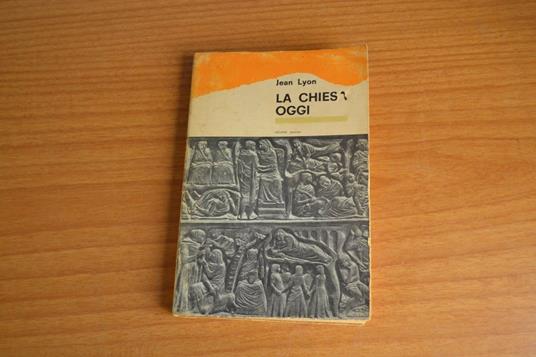 Jean Lyon
LA CHIESA
OGGI